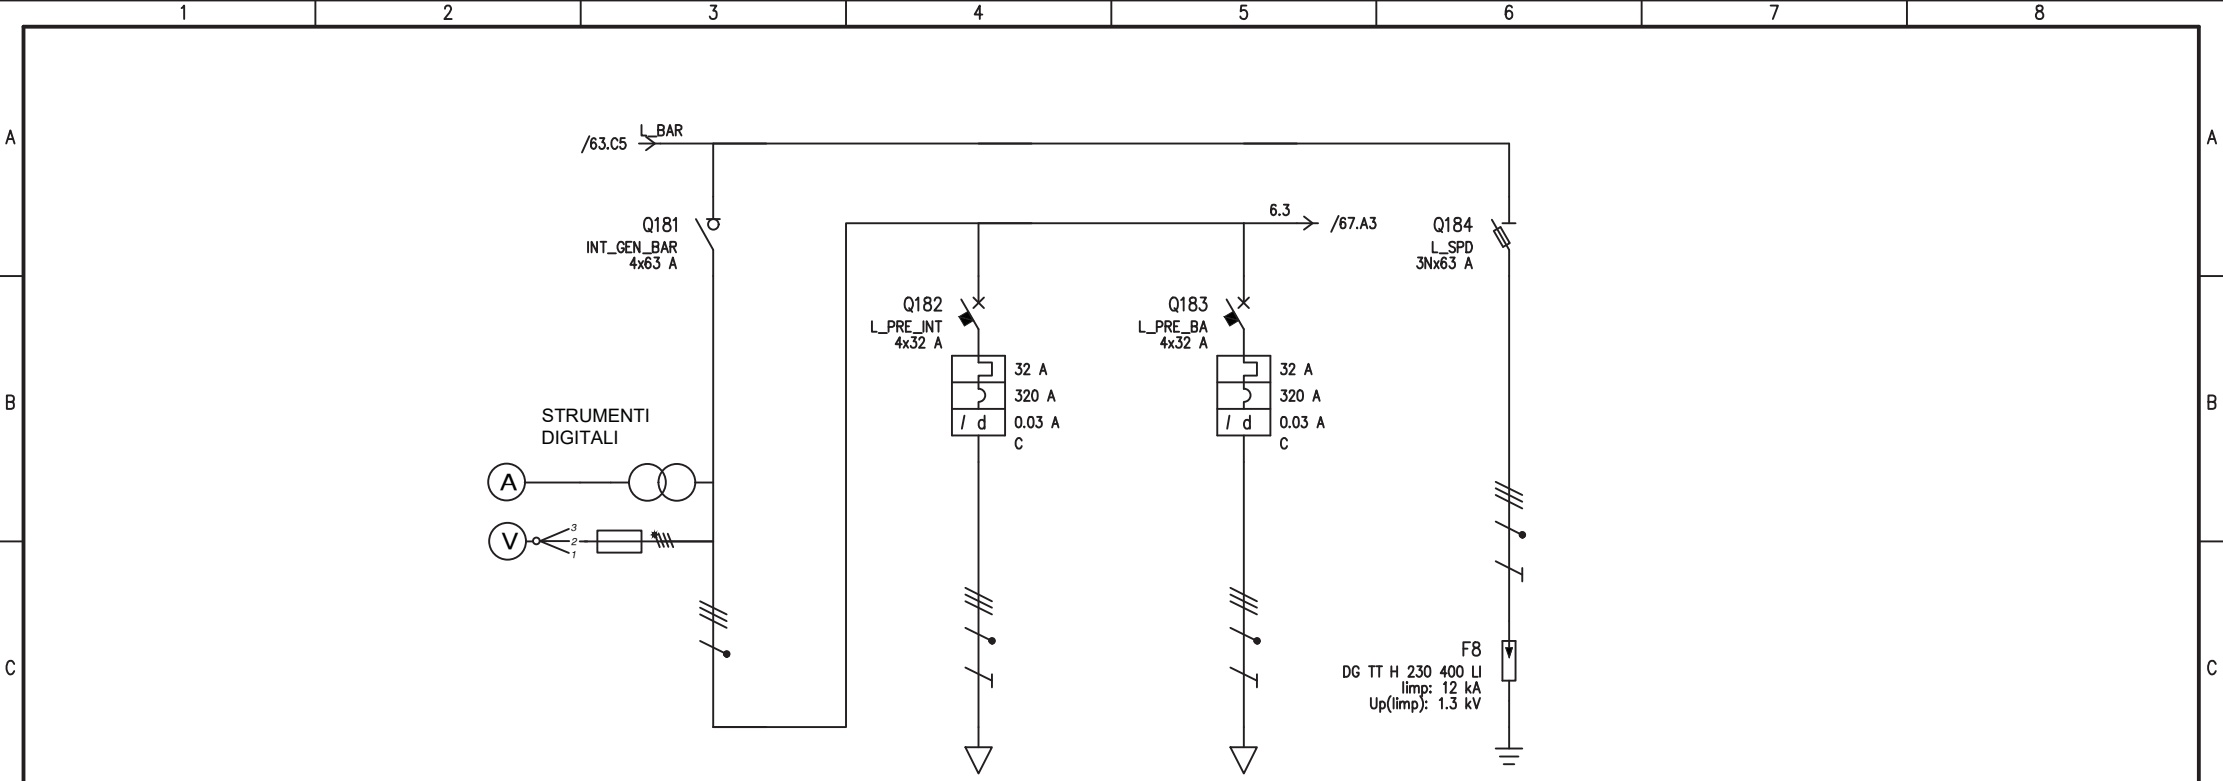 1 2 3 4 5 6 7 8
A A
L_BAR
/63.C5
6.3
/67.A3
Q181
INT_GEN_BAR
4x63 A
Q184
L_SPD
3Nx63 A
Q182
L_PRE_INT
4x32 A
32 A
320 A
I d 0.03 A
C
Q183
L_PRE_BA
4x32 A
32 A
320 A
I d 0.03 A
C
B B
STRUMENTI
DIGITALI
A
V
3
2
1
*
C C
F8
DG TT H 230 400 LI
Iimp: 12 kA
Up(Iimp): 1.3 kV